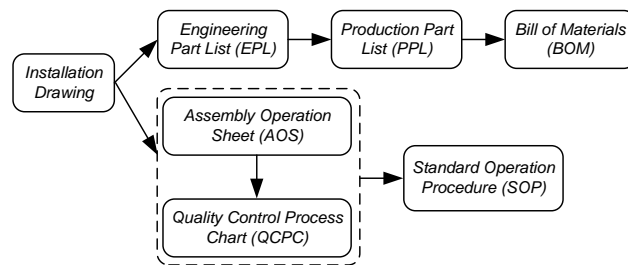 Engineering
Part List (EPL)
Production Part
List (PPL)
Bill of Materials
(BOM)
Installation
Drawing
Assembly Operation
Sheet (AOS)
Standard Operation
Procedure (SOP)
Quality Control Process
Chart (QCPC)